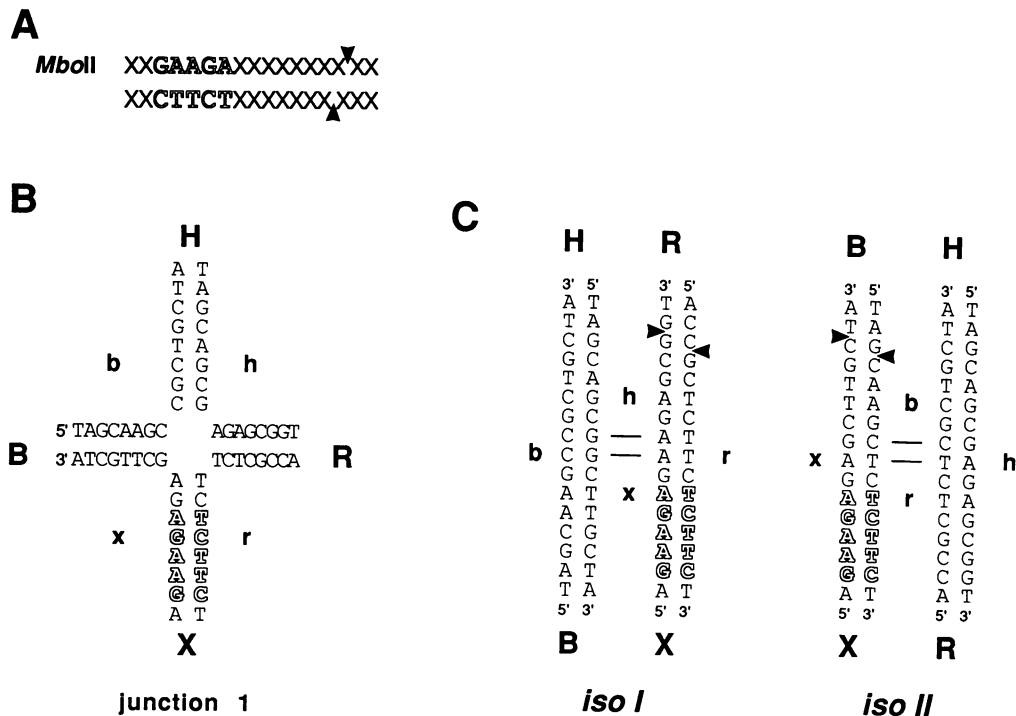 A
MboII XXGAAGAXXXXXXXXXX
XXCTTCTXXXXXXXXXX
B
H
A T
T A
C G
G C
T A
C G
G C
C G
b h
5' TAGCAAGC AGAGCGGT
B 3' ATCGTTCG TCTCGCCA R
A T
G C
A T
G C
A T
A T
G C
A T
x r
X
junction 1
C
H R
3' 5' 3' 5'
A T T A
T A G C
C G G C
G C C G
T A G C
C G A T
G C G C
C G A T
C G A T
G C G C
A T A T
A T G C
C G A T
G C A T
A T G C
T A A T
5' 3' 5' 3'
h
b r
x
B X
iso I
B H
3' 5' 3' 5'
A T A T
T A T A
C G C G
G C G C
T A T A
T A C G
C G G C
G C C G
A T T A
G C C G
A T T A
G C C G
A T G C
A T C G
G C C G
A T A T
5' 3' 5' 3'
b
x h
r
X R
iso II